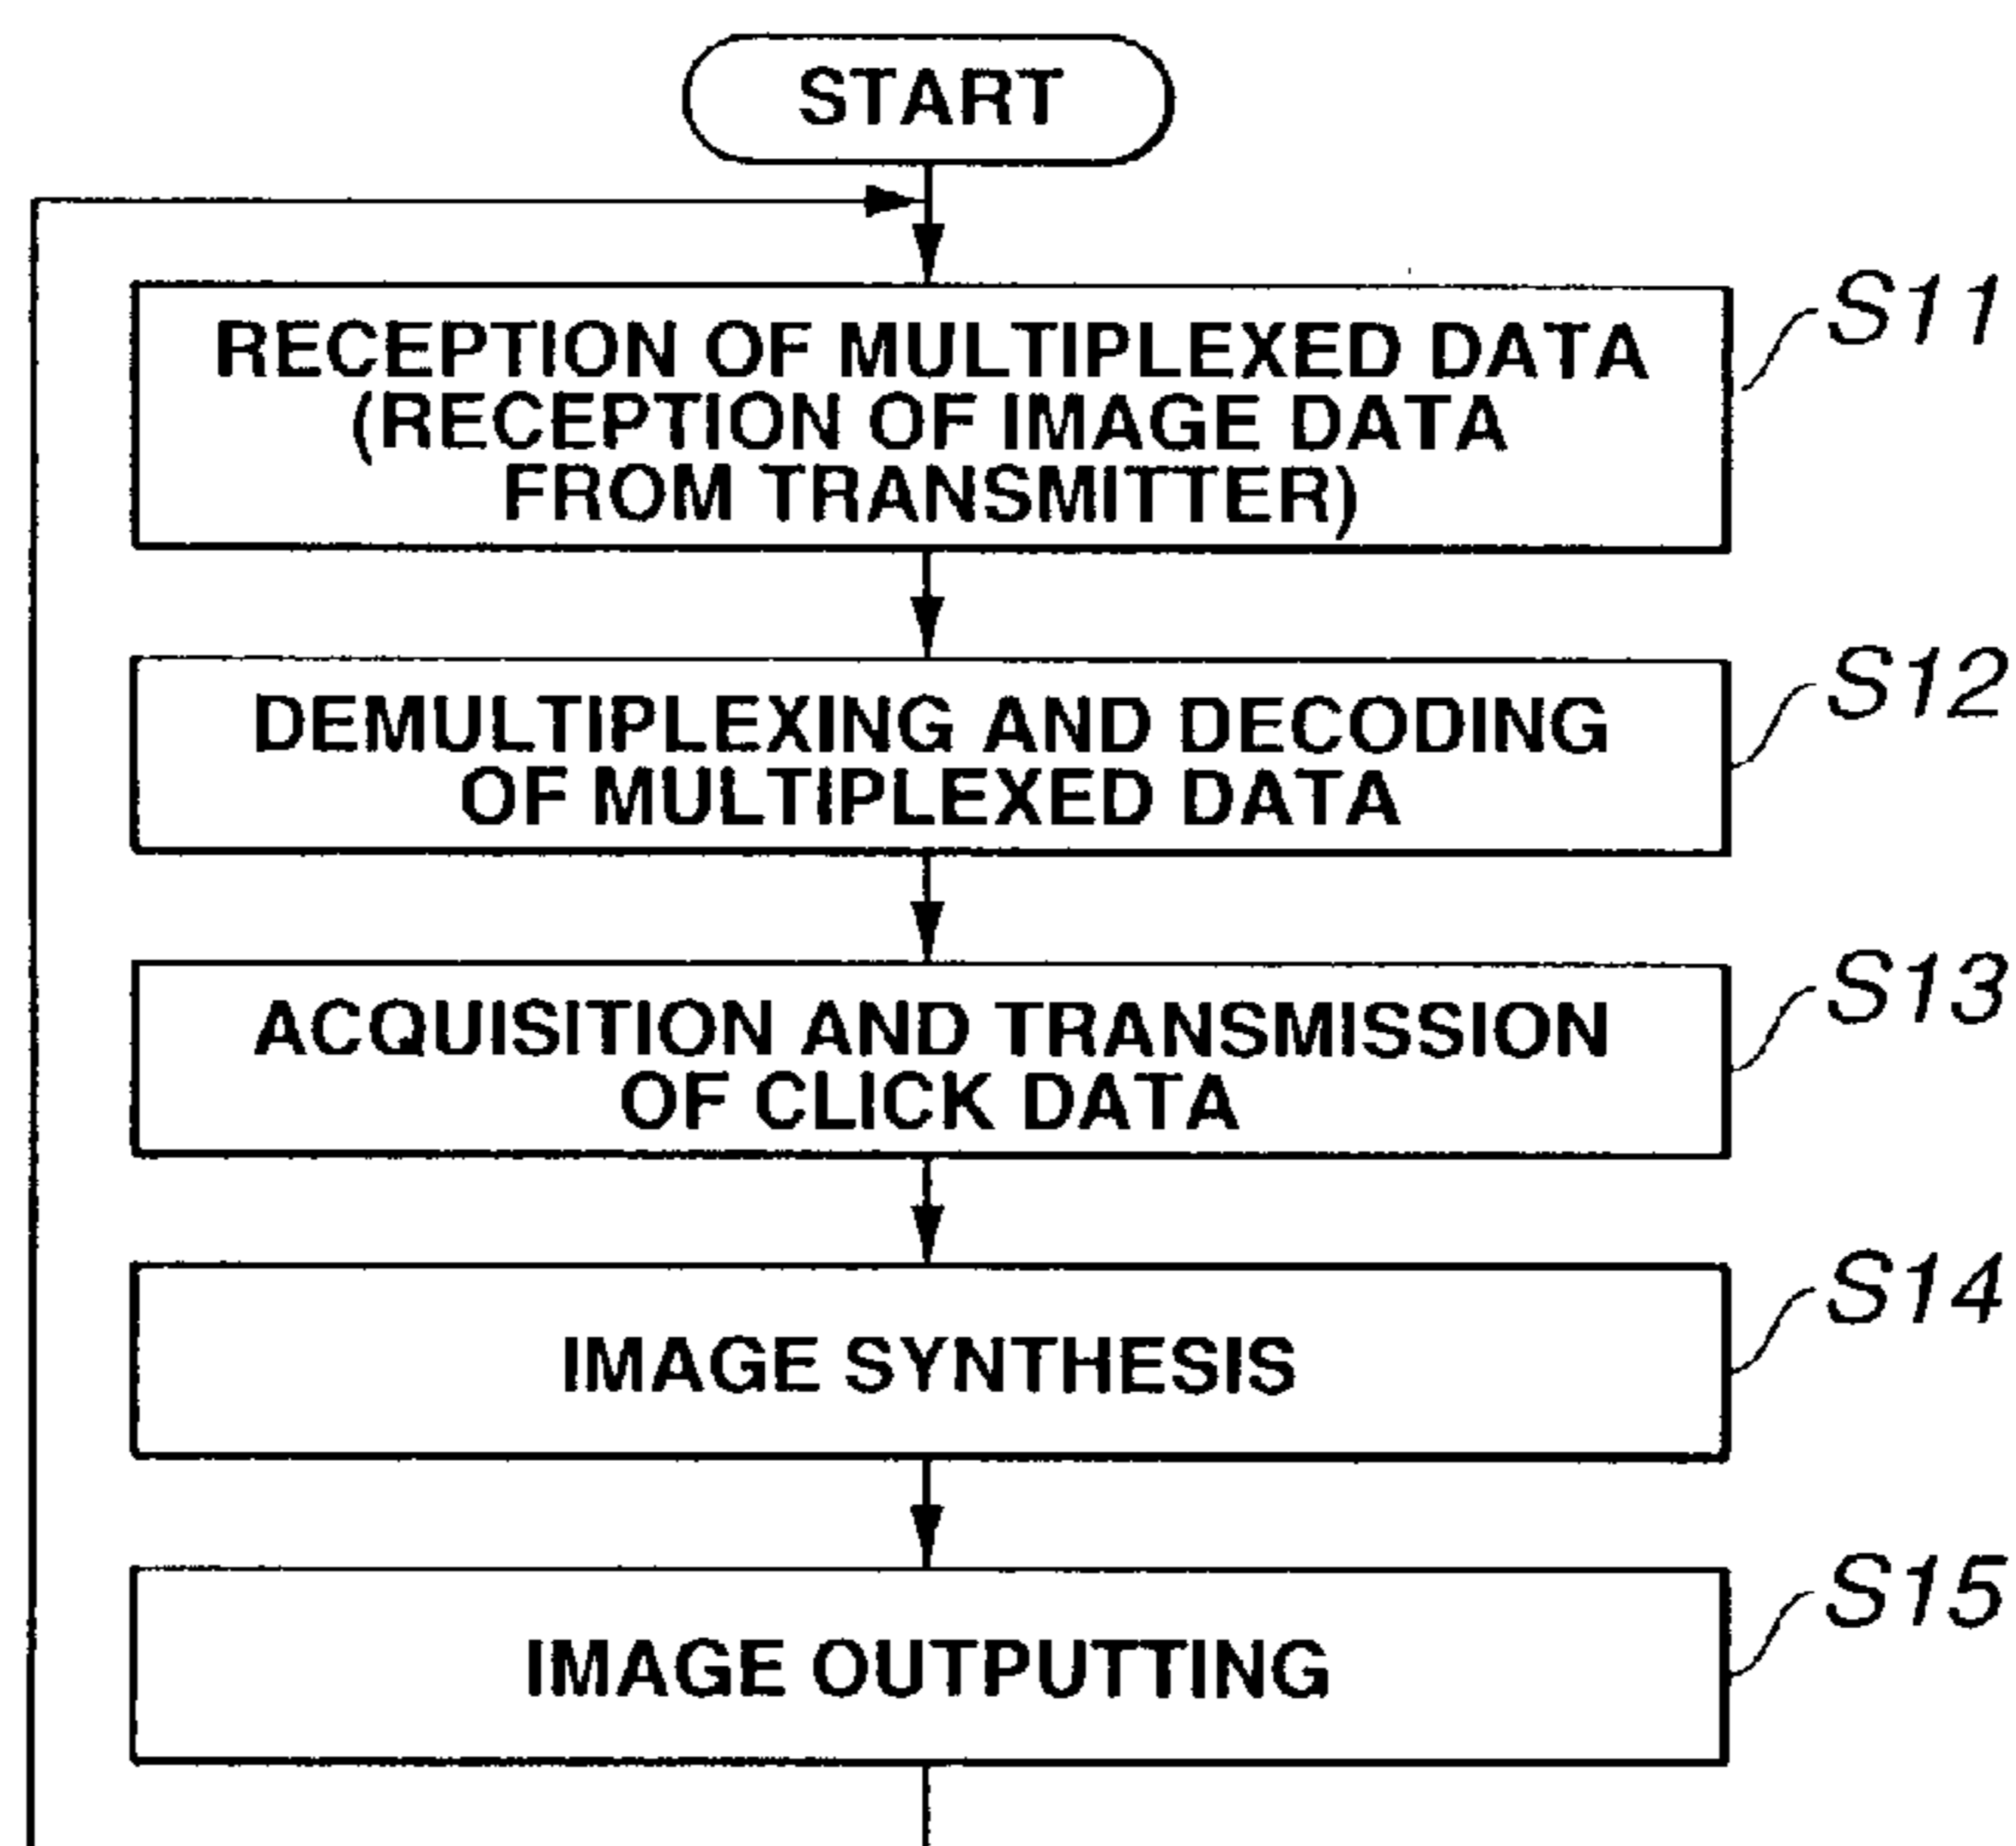 START
RECEPTION OF MULTIPLEXED DATA
(RECEPTION OF IMAGE DATA
FROM TRANSMITTER)
S11
DEMULTIPLEXING AND DECODING
OF MULTIPLEXED DATA
S12
ACQUISITION AND TRANSMISSION
OF CLICK DATA
S13
IMAGE SYNTHESIS
S14
IMAGE OUTPUTTING
S15